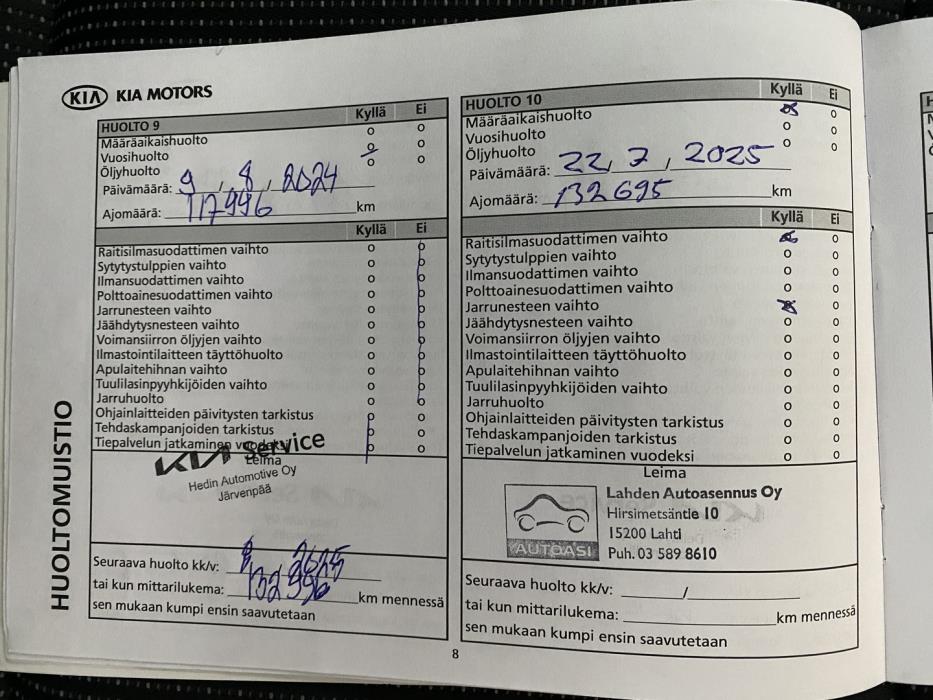 KIA KIA MOTORS
HUOLTO 9 Kyllä Ei
Määräaikaishuolto o o
Vuosihuolto o o
Öljyhuolto o o
Päivämäärä: 9 , 8 , 2024
Ajomäärä: 117996 km
Kyllä Ei
Raitisilmasuodattimen vaihto o o
Sytytystulppien vaihto o o
Ilmansuodattimen vaihto o o
Polttoainesuodattimen vaihto o o
Jarrunesteen vaihto o o
Jäähdytysnesteen vaihto o o
Voimansiirron öljyjen vaihto o o
Ilmastointilaitteen täyttöhuolto o o
Apulaitehihnan vaihto o o
Tuulilasinpyyhkijöiden vaihto o o
Jarruhuolto o o
Ohjainlaitteiden päivitysten tarkistus o o
Tehdaskampanjoiden tarkistus o o
Tiepalvelun jatkaminen vuodeksi o o
Leima
KIA Service
Hedin Automotive Oy
Järvenpää
Seuraava huolto kk/v: 8 2025
tai kun mittarilukema: 132996 km mennessä
sen mukaan kumpi ensin saavutetaan
HUOLTO 10 Kyllä Ei
Määräaikaishuolto o
Vuosihuolto o o
Öljyhuolto o o
Päivämäärä: 22, 7 , 2025
Ajomäärä: 132695 km
Kyllä Ei
Raitisilmasuodattimen vaihto o
Sytytystulppien vaihto o o
Ilmansuodattimen vaihto o o
Polttoainesuodattimen vaihto o o
Jarrunesteen vaihto o
Jäähdytysnesteen vaihto o o
Voimansiirron öljyjen vaihto o o
Ilmastointilaitteen täyttöhuolto o o
Apulaitehihnan vaihto o o
Tuulilasinpyyhkijöiden vaihto o o
Jarruhuolto o o
Ohjainlaitteiden päivitysten tarkistus o o
Tehdaskampanjoiden tarkistus o o
Tiepalvelun jatkaminen vuodeksi o o
Leima
AUTOASI
Lahden Autoasennus Oy
Hirsimetsäntie 10
15200 Lahti
Puh. 03 589 8610
Seuraava huolto kk/v: /
tai kun mittarilukema: km mennessä
sen mukaan kumpi ensin saavutetaan
HUOLTOMUISTIO
8